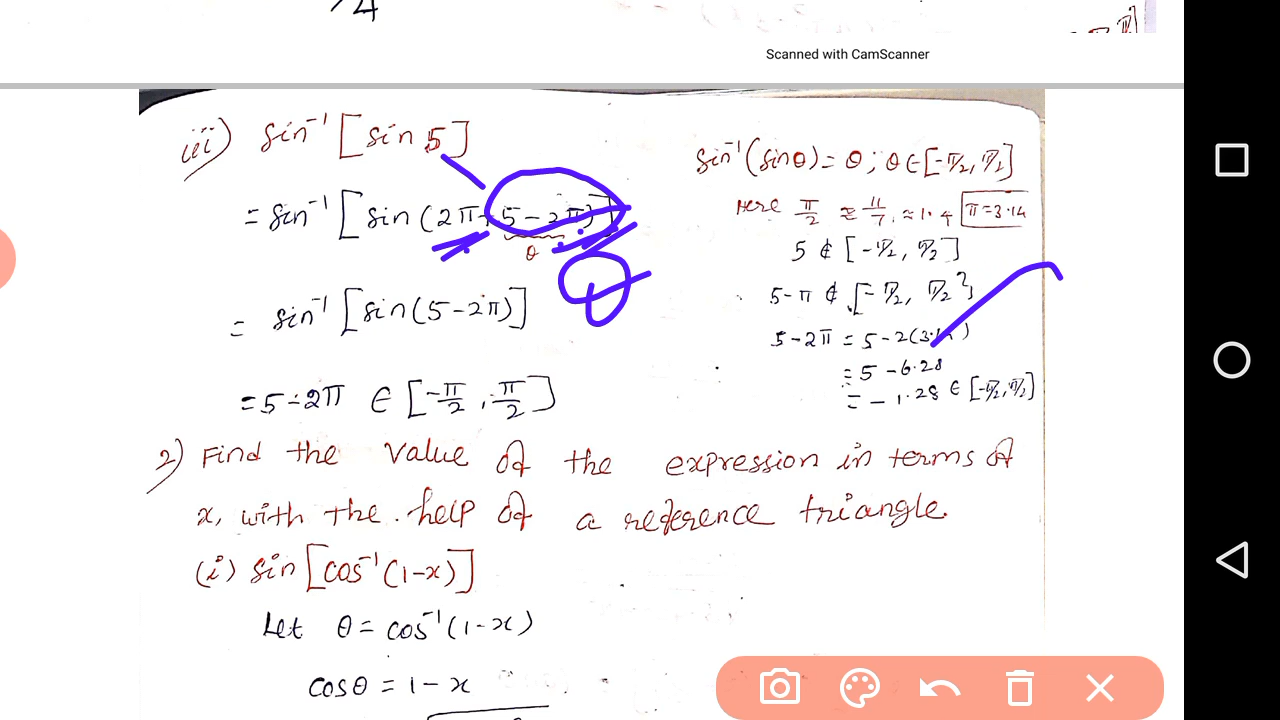 4
Scanned with CamScanner
iii) sin⁻¹[sin 5]
= sin⁻¹[sin(2π+5-2π)]
θ
= sin⁻¹[sin(5-2π)]
= 5-2π ∈ [-π/2, π/2]
sin⁻¹(sinθ) = θ; θ ∈ [-π/2, π/2]
Here π/2 ≈ 11/7 ≈ 1.4 π=3.14
5 ∉ [-π/2, π/2]
5-π ∉ [-π/2, π/2]
5-2π = 5-2(3.14)
= 5-6.28
= -1.28 ∈ [-π/2, π/2]
2) Find the value of the expression in terms of
x, with the help of a reference triangle.
(i) sin[cos⁻¹(1-x)]
Let θ = cos⁻¹(1-x)
cosθ = 1-x